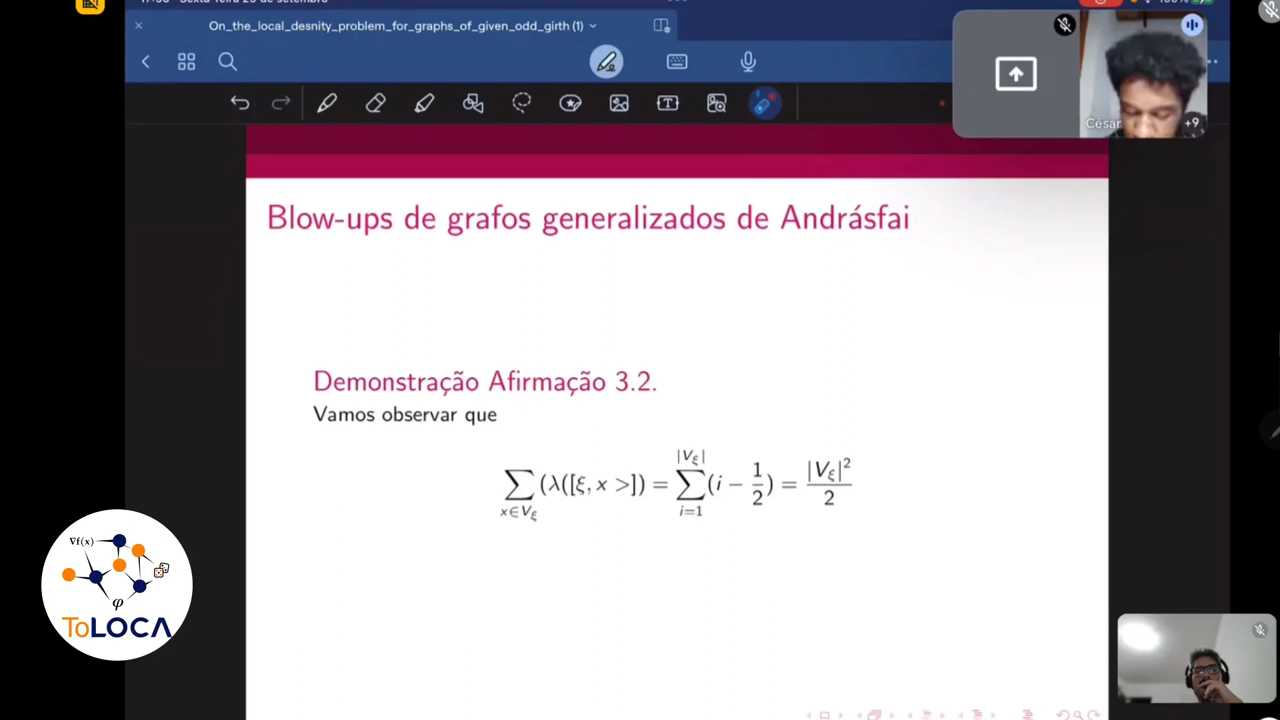 On_the_local_desnity_problem_for_graphs_of_given_odd_girth (1)
César
+9
Blow-ups de grafos generalizados de Andrásfai
Demonstração Afirmação 3.2.
Vamos observar que
∑_{x∈V_ξ} (λ([ξ, x >]) = ∑_{i=1}^{|V_ξ|} (i − 1/2) = |V_ξ|²/2
∇f(x)
φ
ToLOCA